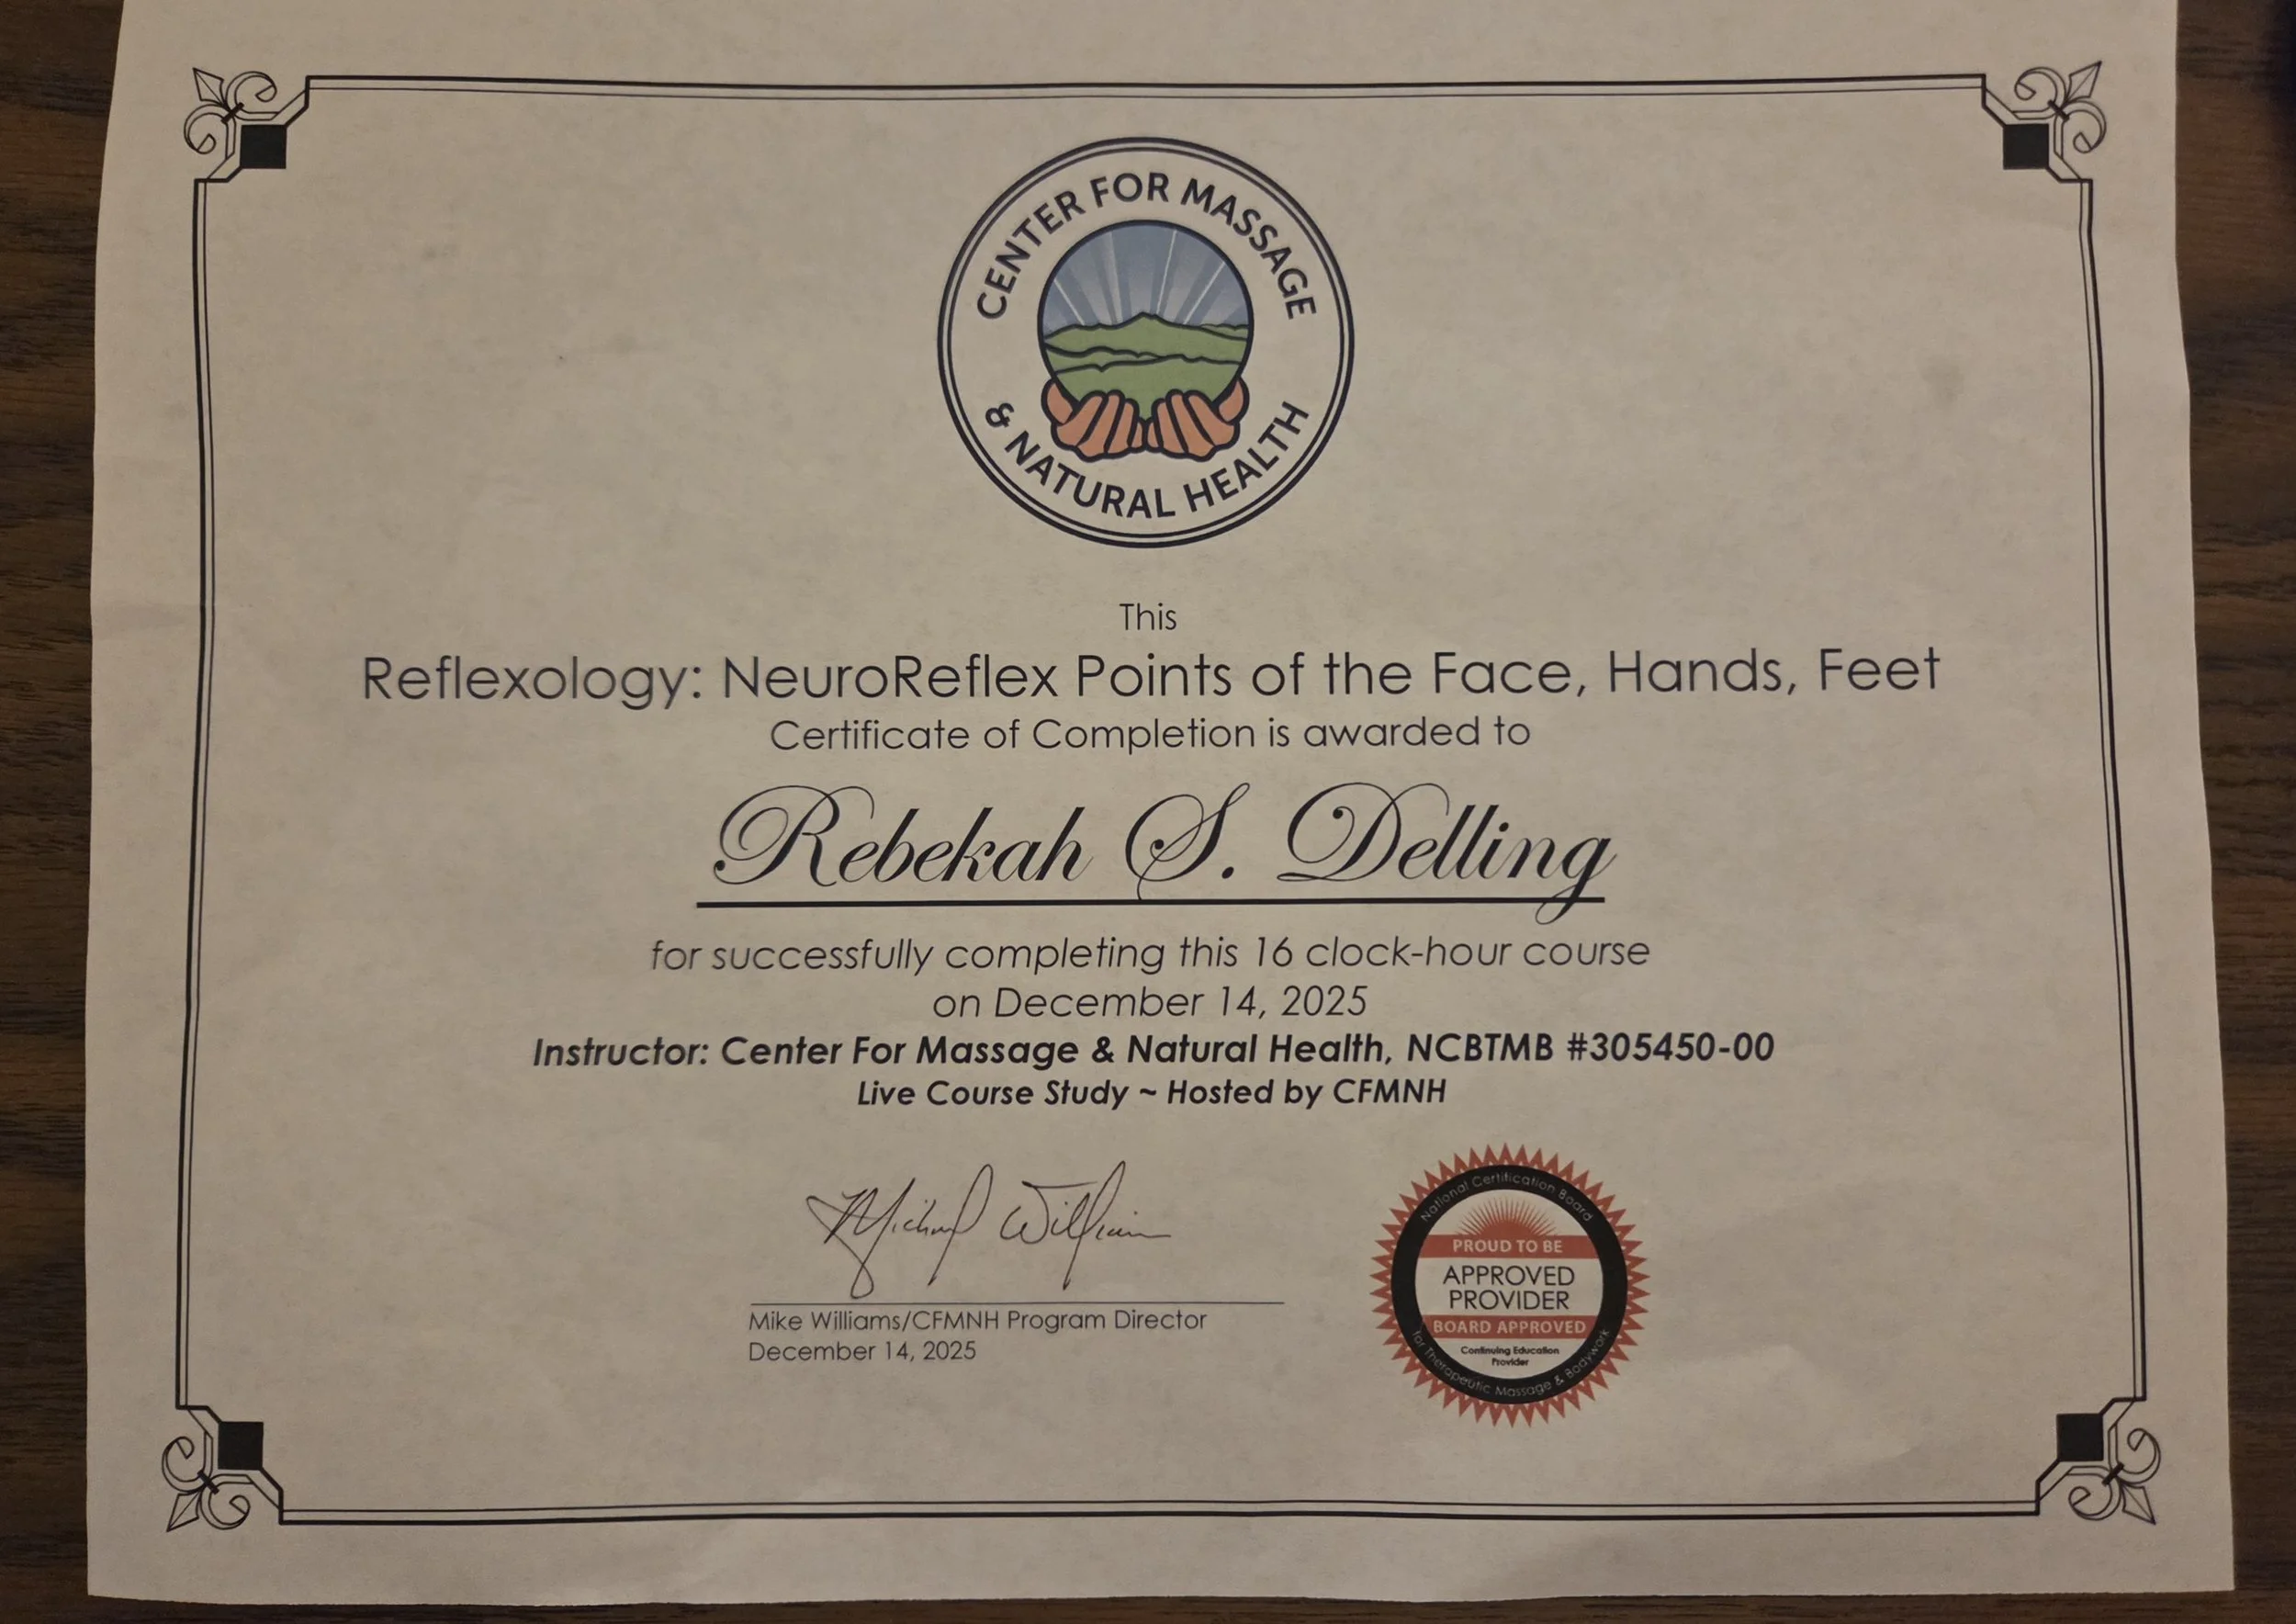 CENTER FOR MASSAGE
& NATURAL HEALTH
This
Reflexology: NeuroReflex Points of the Face, Hands, Feet
Certificate of Completion is awarded to
Rebekah S. Delling
for successfully completing this 16 clock-hour course
on December 14, 2025
Instructor: Center For Massage & Natural Health, NCBTMB #305450-00
Live Course Study ~ Hosted by CFMNH
Michael Williams
Mike Williams/CFMNH Program Director
December 14, 2025
National Certification Board
PROUD TO BE
APPROVED
PROVIDER
BOARD APPROVED
Continuing Education
Provider
for Therapeutic Massage & Bodywork